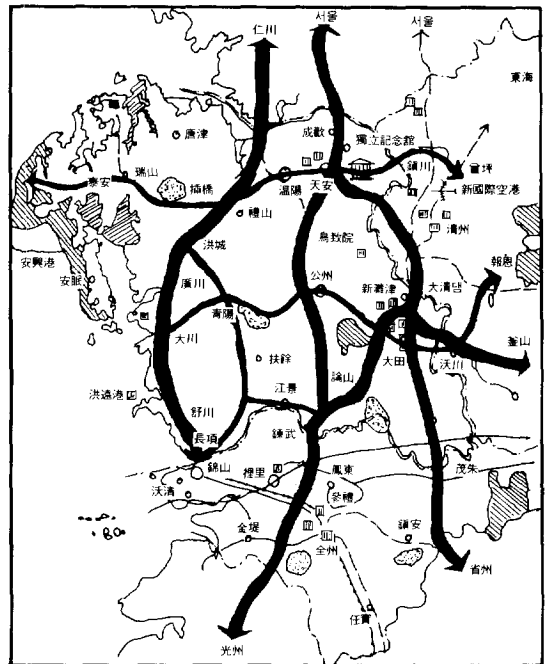 仁川
서울
서울
東海
唐津
成歡
獨立記念館
鎭川
曾坪
新國際空港
瑞山
泰安
揷橋
溫陽
天安
禮山
淸州
鳥致院
洪城
安興港
安眠
廣川
公州
新灘津
大淸댐
報恩
靑陽
大川
扶餘
論山
大田
沃川
釜山
洪遠港
江景
舒川
長項
鍊武
錦山
裡里
鳳東
茂朱
沃溝
參禮
金堤
全州
鎭安
任實
光州